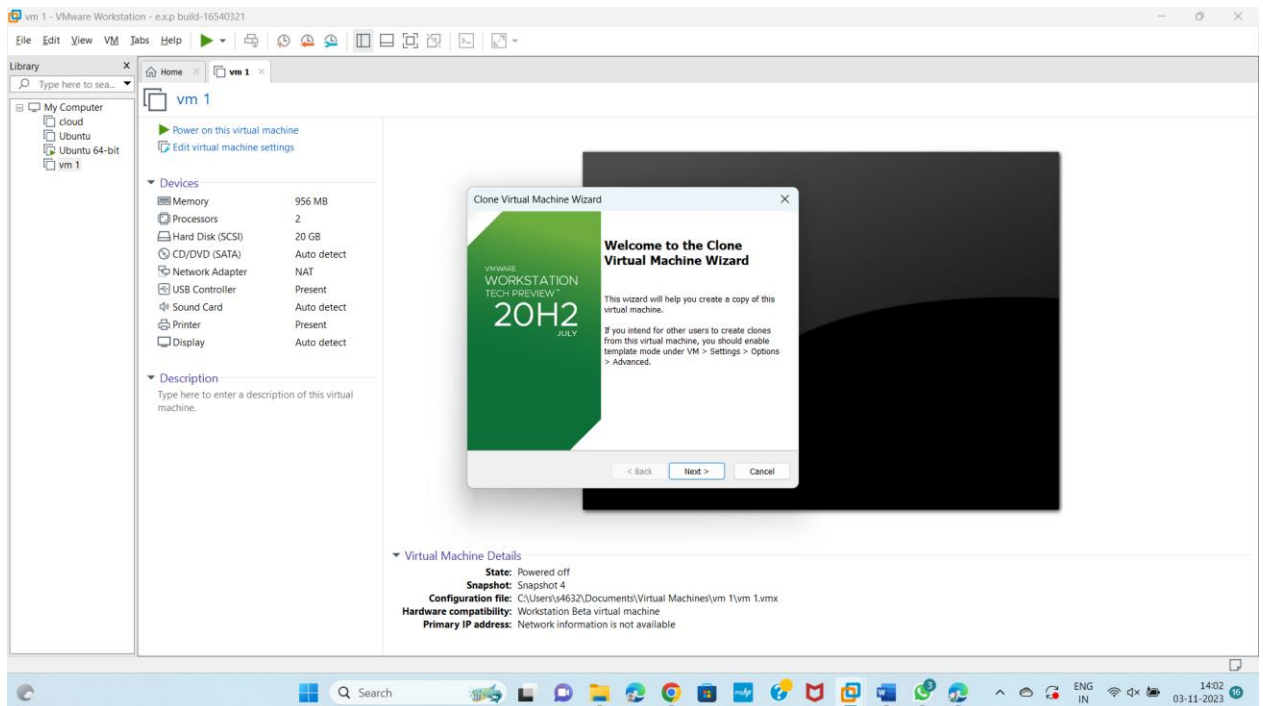 vm 1 - VMware Workstation - e.x.p build-16540321
File Edit View VM Tabs Help
Library X
Type here to sea...
My Computer
cloud
Ubuntu
Ubuntu 64-bit
vm 1
Home vm 1
vm 1
Power on this virtual machine
Edit virtual machine settings
Devices
Memory 956 MB
Processors 2
Hard Disk (SCSI) 20 GB
CD/DVD (SATA) Auto detect
Network Adapter NAT
USB Controller Present
Sound Card Auto detect
Printer Present
Display Auto detect
Description
Type here to enter a description of this virtual
machine.
Clone Virtual Machine Wizard
VMWARE
WORKSTATION
TECH PREVIEW™
20H2
JULY
Welcome to the Clone
Virtual Machine Wizard
This wizard will help you create a copy of this
virtual machine.
If you intend for other users to create clones
from this virtual machine, you should enable
template mode under VM > Settings > Options
> Advanced.
< Back Next > Cancel
Virtual Machine Details
State: Powered off
Snapshot: Snapshot 4
Configuration file: C:\Users\s4632\Documents\Virtual Machines\vm 1\vm 1.vmx
Hardware compatibility: Workstation Beta virtual machine
Primary IP address: Network information is not available
Search
3
ENG
IN
14:02
03-11-2023
16